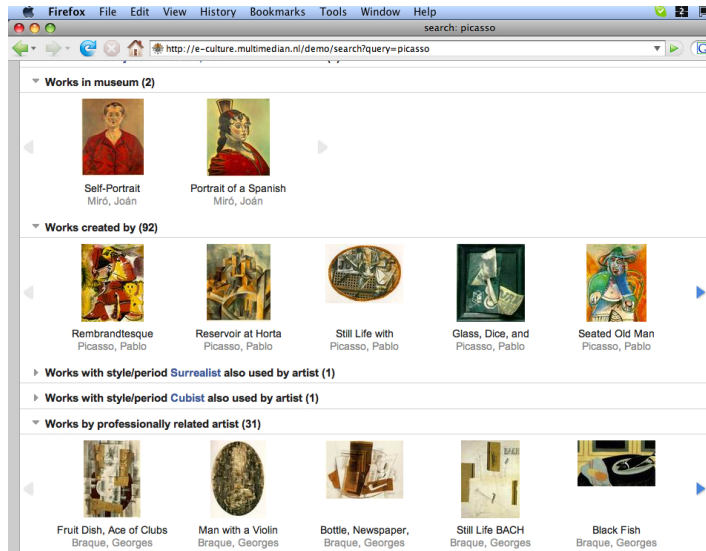 Firefox File Edit View History Bookmarks Tools Window Help
search: picasso
http://e-culture.multimedian.nl/demo/search?query=picasso
Works in museum (2)
Self-Portrait Portrait of a Spanish
Miró, Joán Miró, Joán
Works created by (92)
Rembrandtesque Reservoir at Horta Still Life with Glass, Dice, and Seated Old Man
Picasso, Pablo Picasso, Pablo Picasso, Pablo Picasso, Pablo Picasso, Pablo
Works with style/period Surrealist also used by artist (1)
Works with style/period Cubist also used by artist (1)
Works by professionally related artist (31)
Fruit Dish, Ace of Clubs Man with a Violin Bottle, Newspaper, Still Life BACH Black Fish
Braque, Georges Braque, Georges Braque, Georges Braque, Georges Braque, Georges